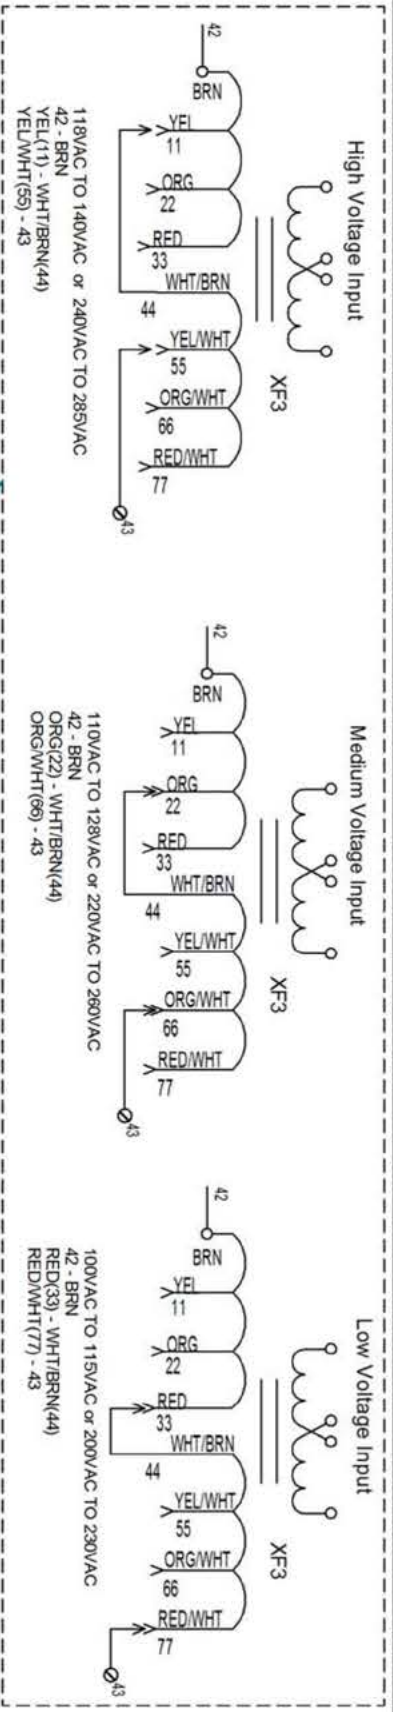 High Voltage Input
XF3
42
BRN
YEL
11
ORG
22
RED
33
WHT/BRN
44
YEL/WHT
55
ORG/WHT
66
RED/WHT
77
43
118VAC TO 140VAC or 240VAC TO 285VAC
42 - BRN
YEL(11) - WHT/BRN(44)
YEL/WHT(55) - 43
Medium Voltage Input
XF3
42
BRN
YEL
11
ORG
22
RED
33
WHT/BRN
44
YEL/WHT
55
ORG/WHT
66
RED/WHT
77
43
110VAC TO 128VAC or 220VAC TO 260VAC
42 - BRN
ORG(22) - WHT/BRN(44)
ORG/WHT(66) - 43
Low Voltage Input
XF3
42
BRN
YEL
11
ORG
22
RED
33
WHT/BRN
44
YEL/WHT
55
ORG/WHT
66
RED/WHT
77
43
100VAC TO 115VAC or 200VAC TO 230VAC
42 - BRN
RED(33) - WHT/BRN(44)
RED/WHT(77) - 43